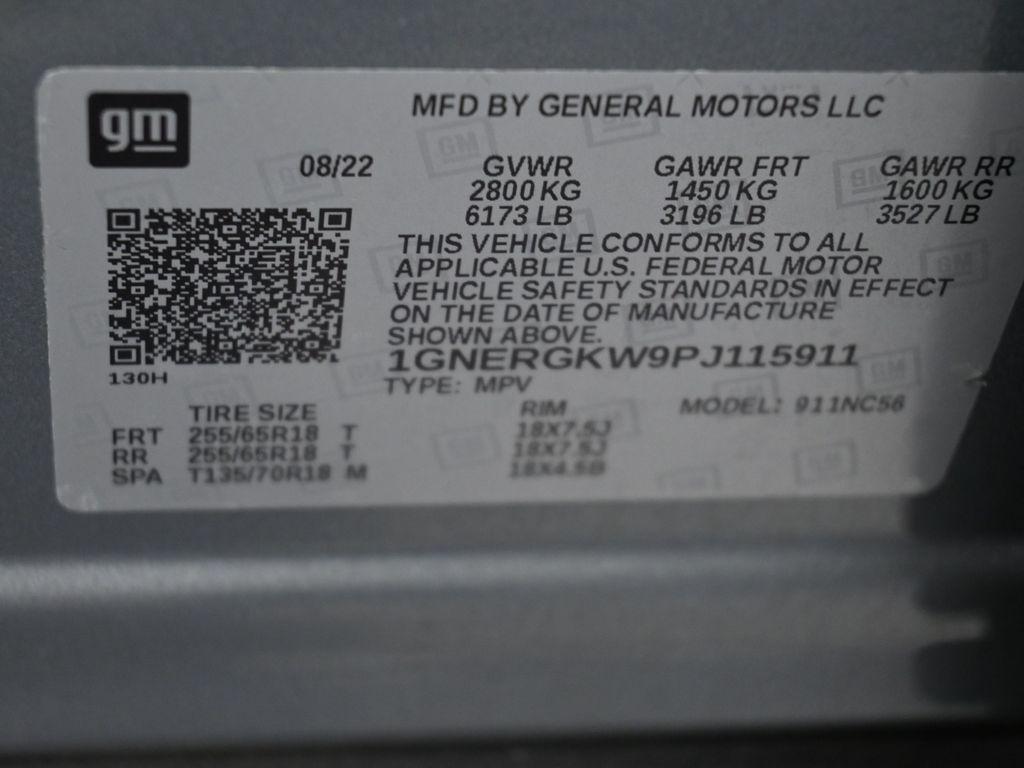 gm
MFD BY GENERAL MOTORS LLC
08/22 GVWR GAWR FRT GAWR RR
2800 KG 1450 KG 1600 KG
6173 LB 3196 LB 3527 LB
THIS VEHICLE CONFORMS TO ALL
APPLICABLE U.S. FEDERAL MOTOR
VEHICLE SAFETY STANDARDS IN EFFECT
ON THE DATE OF MANUFACTURE
SHOWN ABOVE.
1GNERGKW9PJ115911
130H
TYPE: MPV
TIRE SIZE RIM MODEL: 911NC56
FRT 255/65R18 T 18X7.5J
RR 255/65R18 T 18X7.5J
SPA T135/70R18 M 18X4.5B